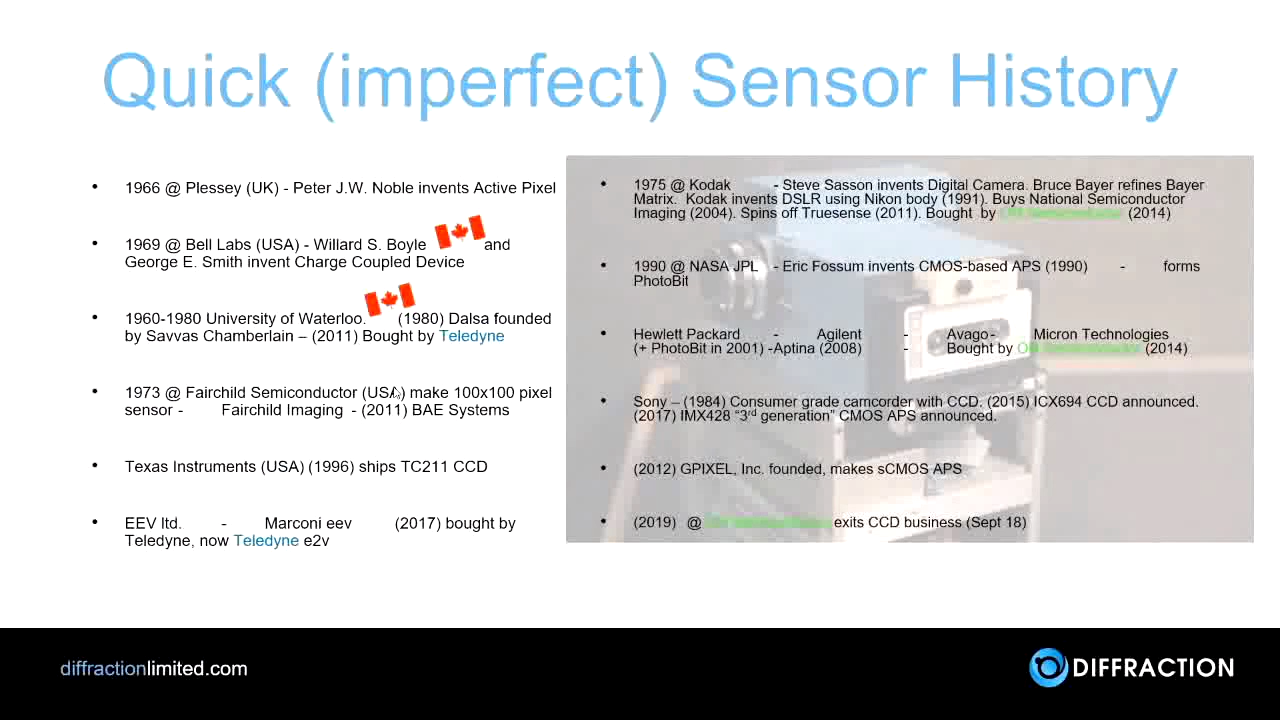 Quick (imperfect) Sensor History
1966 @ Plessey (UK) - Peter J.W. Noble invents Active Pixel
1969 @ Bell Labs (USA) - Willard S. Boyle and
George E. Smith invent Charge Coupled Device
1960-1980 University of Waterloo. (1980) Dalsa founded
by Savvas Chamberlain – (2011) Bought by Teledyne
1973 @ Fairchild Semiconductor (USA) make 100x100 pixel
sensor - Fairchild Imaging - (2011) BAE Systems
Texas Instruments (USA) (1996) ships TC211 CCD
EEV ltd. - Marconi eev (2017) bought by
Teledyne, now Teledyne e2v
1975 @ Kodak - Steve Sasson invents Digital Camera. Bruce Bayer refines Bayer
Matrix. Kodak invents DSLR using Nikon body (1991). Buys National Semiconductor
Imaging (2004). Spins off Truesense (2011). Bought by (2014)
1990 @ NASA JPL - Eric Fossum invents CMOS-based APS (1990) - forms
PhotoBit
Hewlett Packard - Agilent - Avago - Micron Technologies
(+ PhotoBit in 2001) - Aptina (2008) - Bought by (2014)
Sony – (1984) Consumer grade camcorder with CCD. (2015) ICX694 CCD announced.
(2017) IMX428 “3rd generation” CMOS APS announced.
(2012) GPIXEL, Inc. founded, makes sCMOS APS
(2019) @ exits CCD business (Sept 18)
diffractionlimited.com
DIFFRACTION